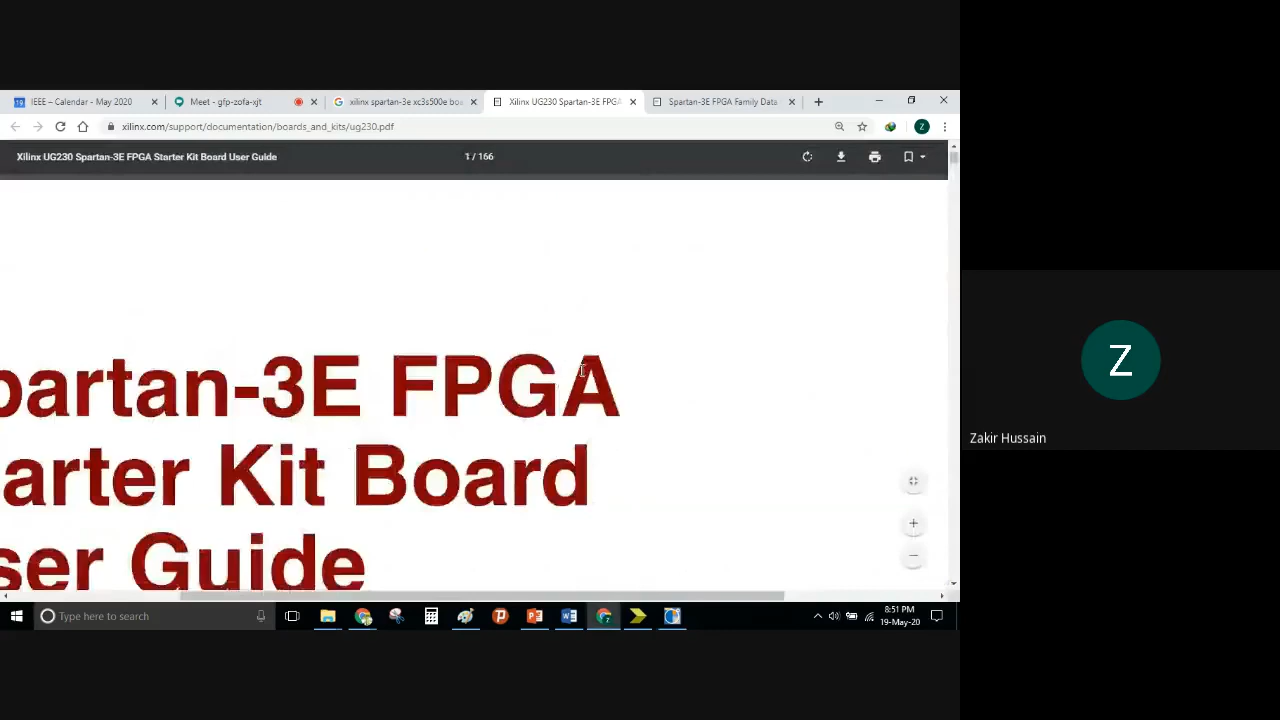 IEEE – Calendar - May 2020
Meet - gfp-zofa-xjt
xilinx spartan-3e xc3s500e boa
Xilinx UG230 Spartan-3E FPGA
Spartan-3E FPGA Family Data
xilinx.com/support/documentation/boards_and_kits/ug230.pdf
Z
Xilinx UG230 Spartan-3E FPGA Starter Kit Board User Guide
1 / 166
partan-3E FPGA
arter Kit Board
ser Guide
Z
Zakir Hussain
Type here to search
8:51 PM
19-May-20